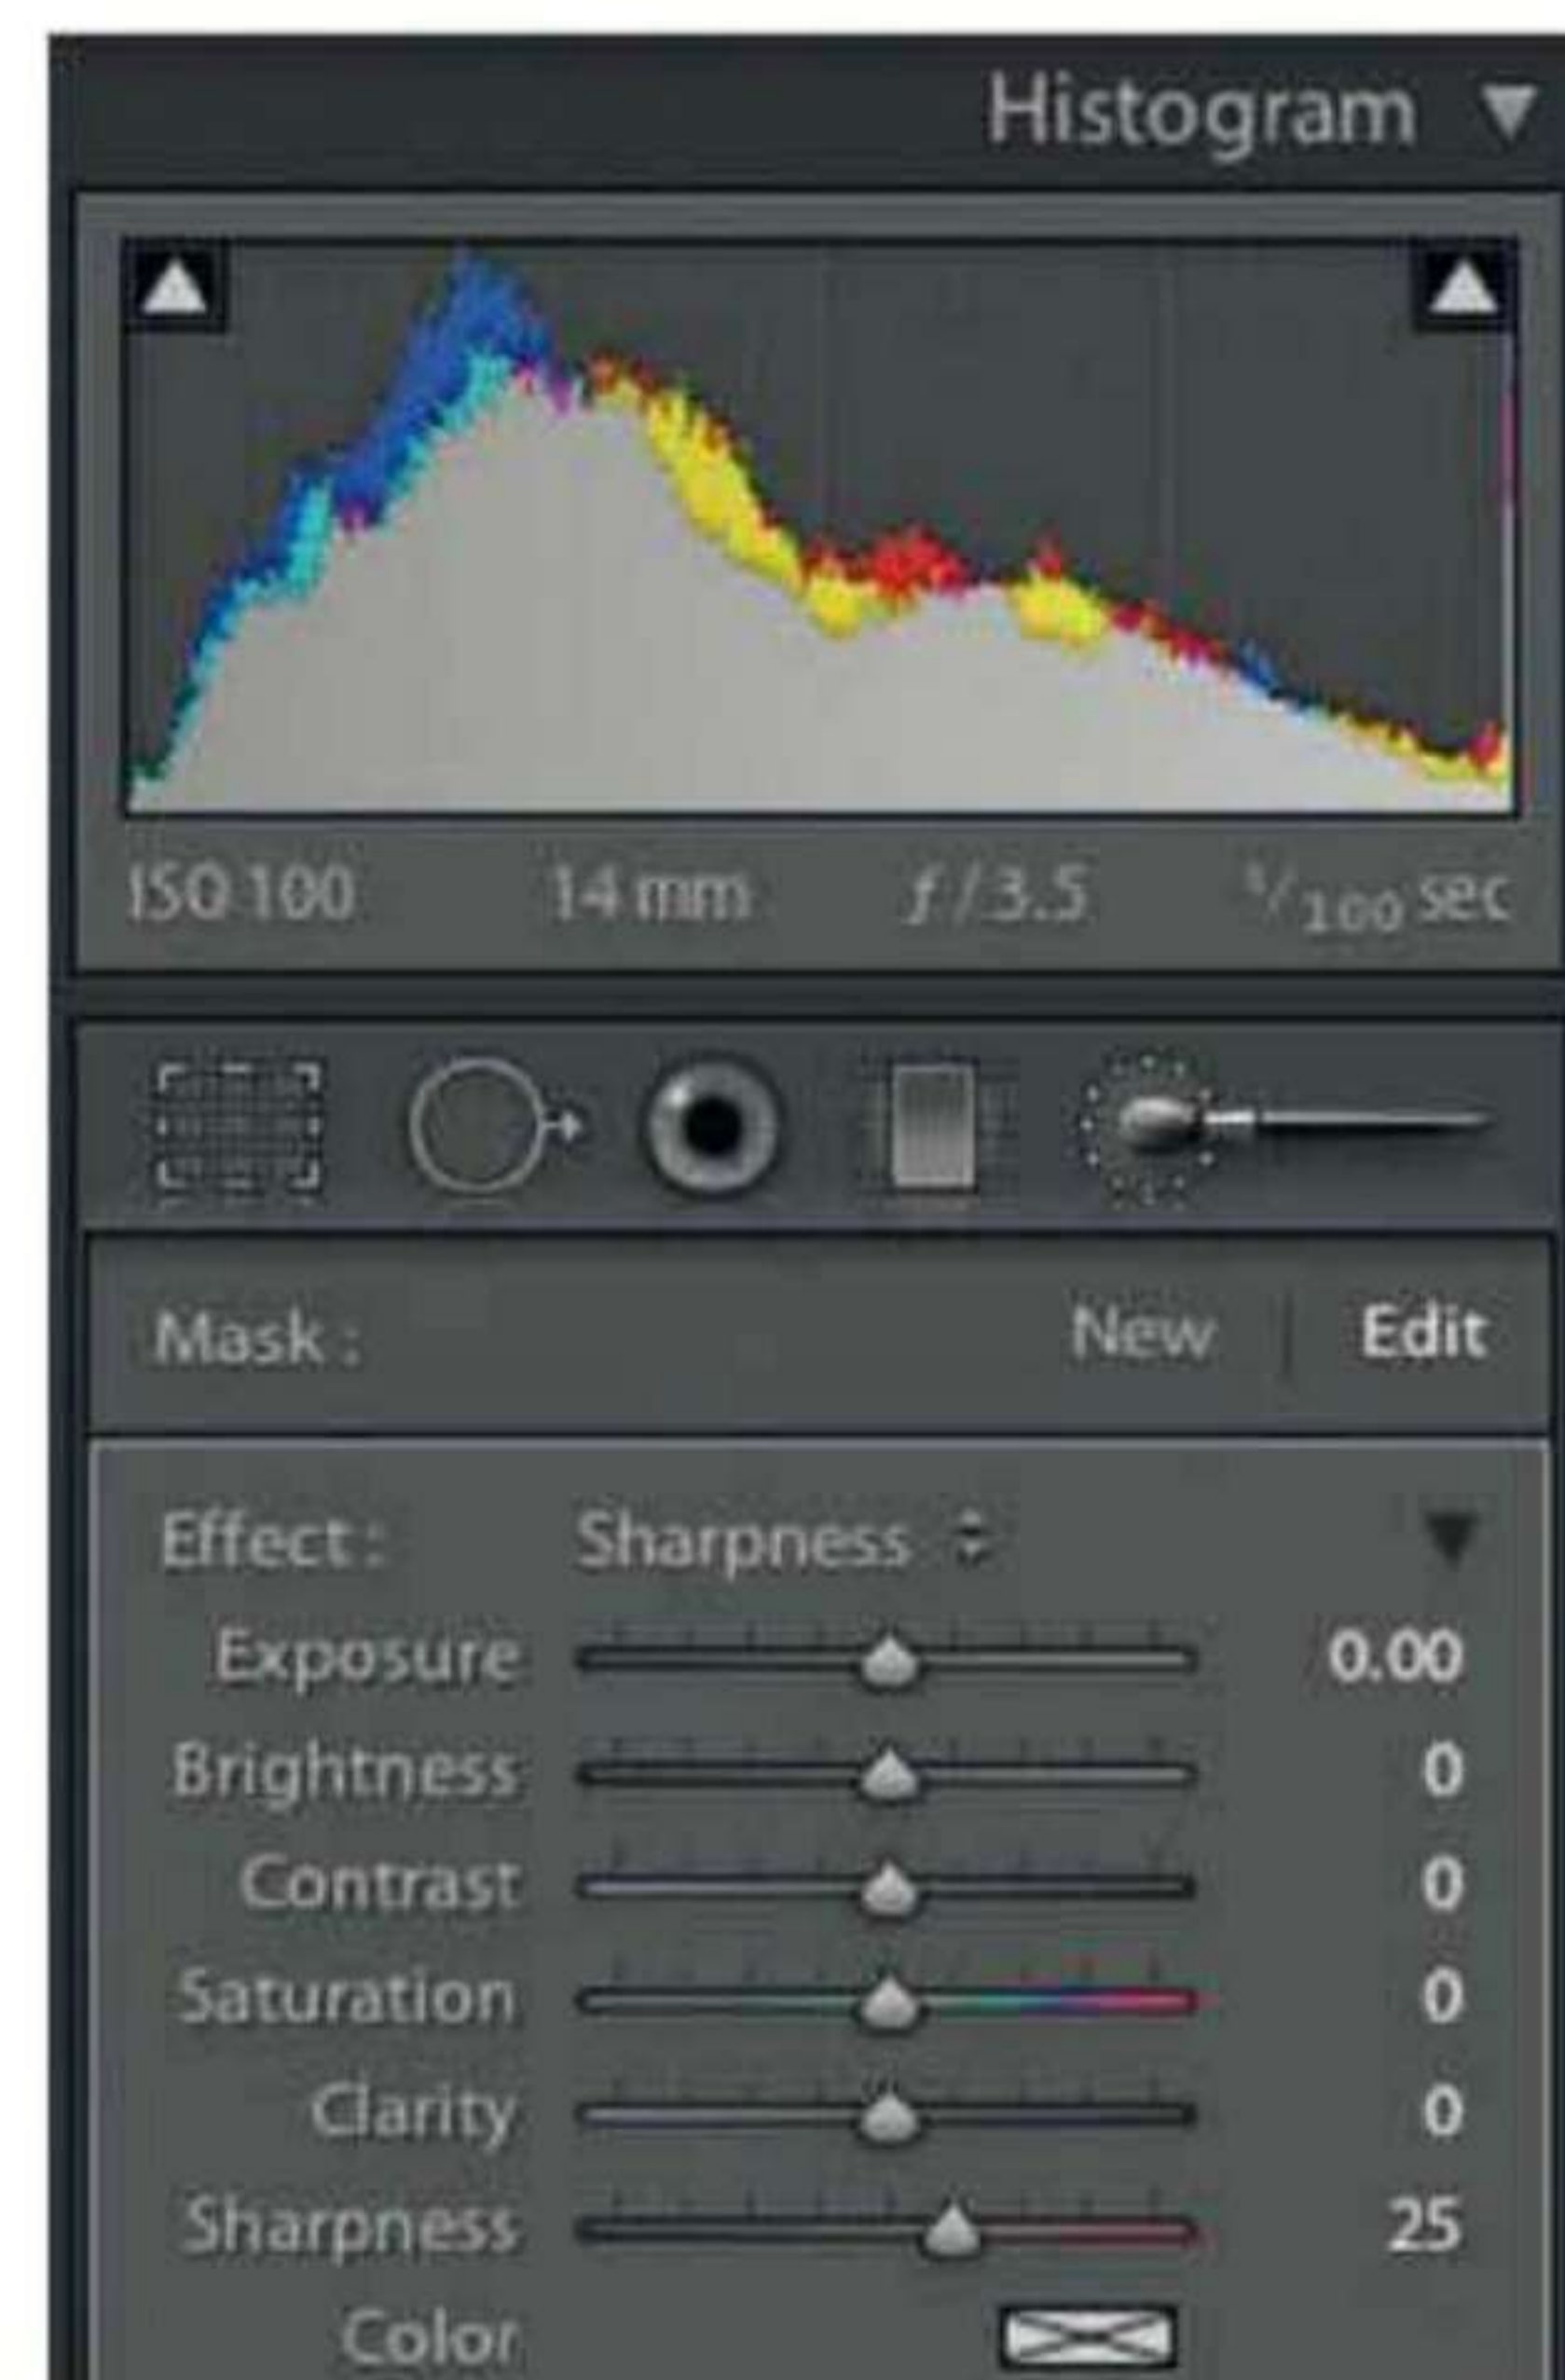 Histogram
ISO 100 14 mm ƒ / 3.5 1/100 sec
Mask : New Edit
Effect : Sharpness
Exposure 0.00
Brightness 0
Contrast 0
Saturation 0
Clarity 0
Sharpness 25
Color